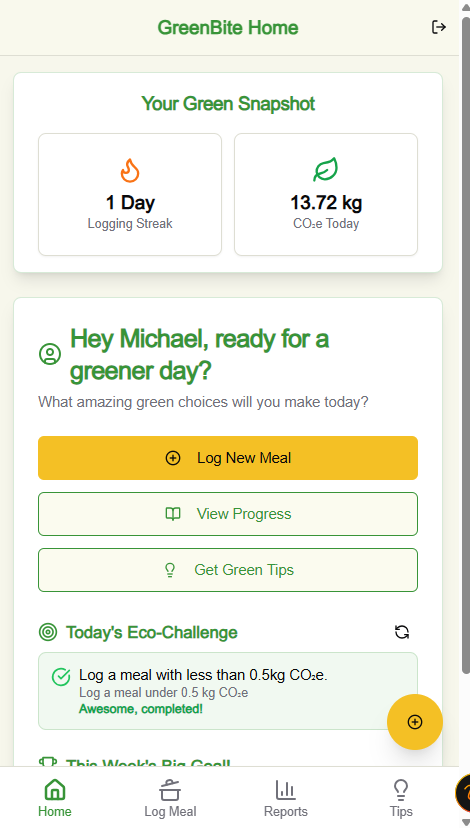 GreenBite Home
Your Green Snapshot
1 Day
Logging Streak
13.72 kg
CO₂e Today
Hey Michael, ready for a
greener day?
What amazing green choices will you make today?
Log New Meal
View Progress
Get Green Tips
Today's Eco-Challenge
Log a meal with less than 0.5kg CO₂e.
Log a meal under 0.5 kg CO₂e
Awesome, completed!
This Week's Big Goal!
Home
Log Meal
Reports
Tips